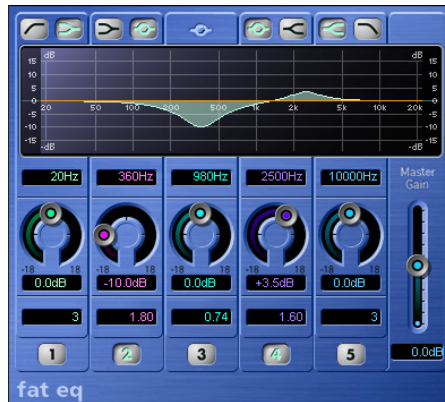 dB dB
15 15
10 10
5 5
0 20 50 100 200 500 1k 2k 5k 10k 20k 0
-5 -5
-10 -10
-15 -15
dB dB
20Hz 360Hz 980Hz 2500Hz 10000Hz
Master
Gain
-18 18 -18 18 -18 18 -18 18 -18 18
0.0dB -10.0dB 0.0dB +3.5dB 0.0dB
3 1.80 0.74 1.60 3
1 2 3 4 5 0.0dB
fat eq